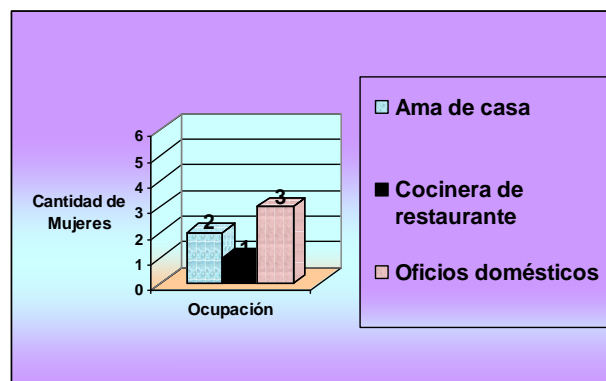 6
5
4
3
2
1
0
Cantidad de
Mujeres
2
1
3
Ocupación
Ama de casa
Cocinera de
restaurante
Oficios domésticos